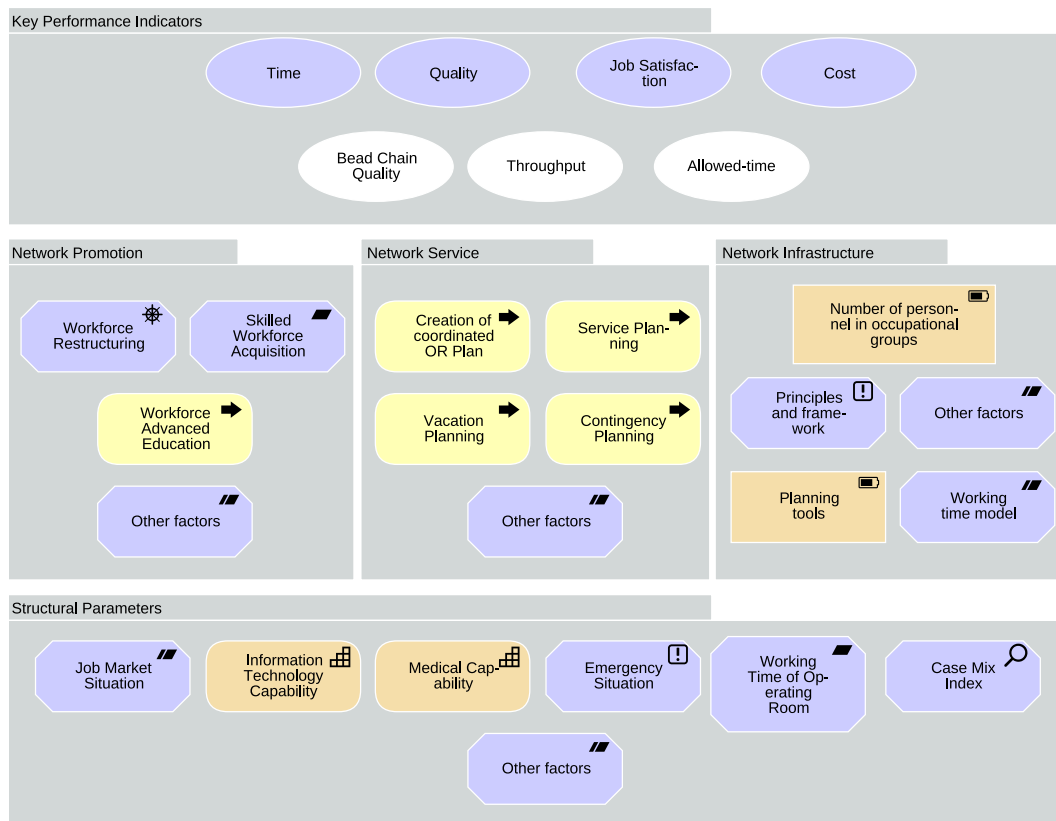 Key Performance Indicators
Time
Quality
Job Satisfac-
tion
Cost
Bead Chain
Quality
Throughput
Allowed-time
Network Promotion
Workforce
Restructuring
Skilled
Workforce
Acquisition
Workforce
Advanced
Education
Other factors
Network Service
Creation of
coordinated
OR Plan
Service Plan-
ning
Vacation
Planning
Contingency
Planning
Other factors
Network Infrastructure
Number of person-
nel in occupational
groups
Principles
and frame-
work
Other factors
Planning
tools
Working
time model
Structural Parameters
Job Market
Situation
Information
Technology
Capability
Medical Cap-
ability
Emergency
Situation
Working
Time of Op-
erating
Room
Case Mix
Index
Other factors